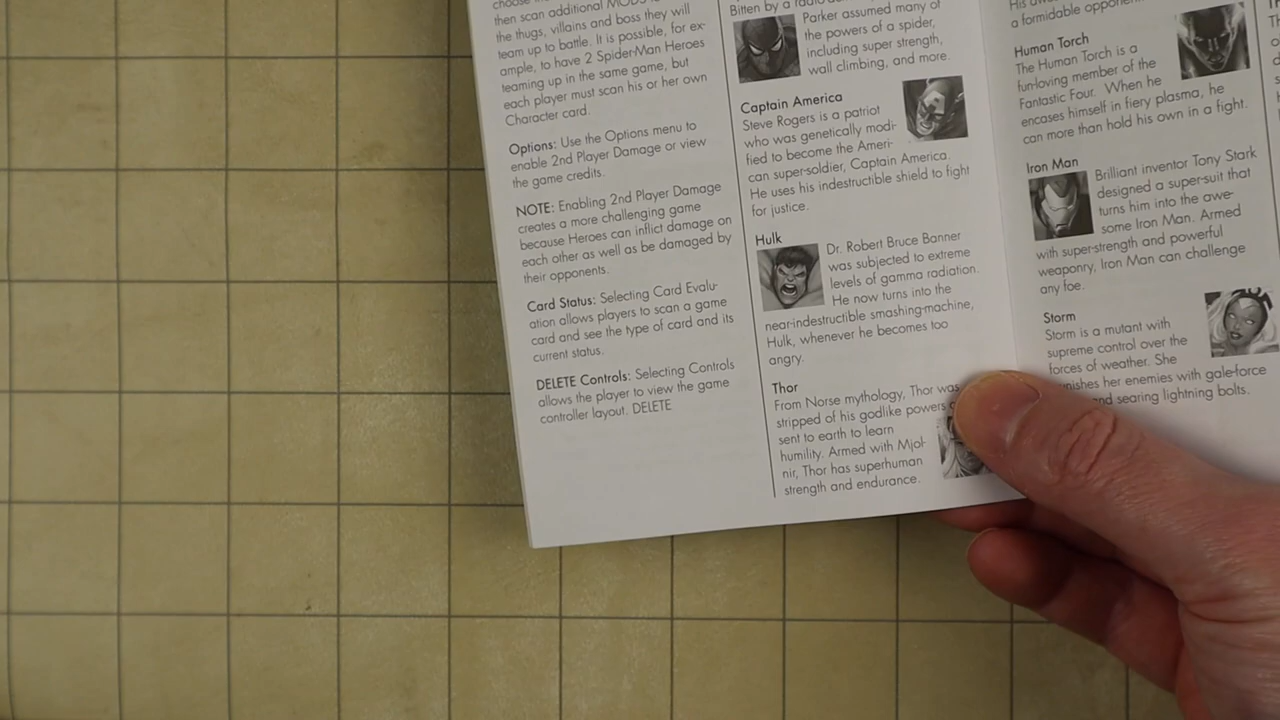 then scan additional MODS
the thugs, villains and boss they will
team up to battle. It is possible, for ex-
ample, to have 2 Spider-Man Heroes
teaming up in the same game, but
each player must scan his or her own
Character card.
Options: Use the Options menu to
enable 2nd Player Damage or view
the game credits.
NOTE: Enabling 2nd Player Damage
creates a more challenging game
because Heroes can inflict damage on
each other as well as be damaged by
their opponents.
Card Status: Selecting Card Evalu-
ation allows players to scan a game
card and see the type of card and its
current status.
DELETE Controls: Selecting Controls
allows the player to view the game
controller layout. DELETE
Bitten by a
Parker assumed many of
the powers of a spider,
including super strength,
wall climbing, and more.
Captain America
Steve Rogers is a patriot
who was genetically modi-
fied to become the Ameri-
can super-soldier, Captain America.
He uses his indestructible shield to fight
for justice.
Hulk
Dr. Robert Bruce Banner
was subjected to extreme
levels of gamma radiation.
He now turns into the
near-indestructible smashing-machine,
Hulk, whenever he becomes too
angry.
Thor
From Norse mythology, Thor was
stripped of his godlike powers
sent to earth to learn
humility. Armed with Mjol-
nir, Thor has superhuman
strength and endurance.
a formidable opponent.
Human Torch
The Human Torch is a
fun-loving member of the
Fantastic Four. When he
encases himself in fiery plasma, he
can more than hold his own in a fight.
Iron Man
Brilliant inventor Tony Stark
designed a super-suit that
turns him into the awe-
some Iron Man. Armed
with super-strength and powerful
weaponry, Iron Man can challenge
any foe.
Storm
Storm is a mutant with
supreme control over the
forces of weather. She
her enemies with gale-force
and searing lightning bolts.